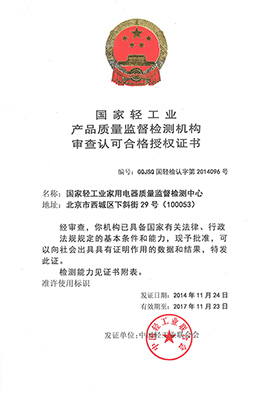 国家轻工业
产品质量监督检测机构
审查认可合格授权证书
编号：GQJSQ 国轻检认字第 2014096 号
名称：国家轻工业家用电器质量监督检测中心
地址：北京市西城区下斜街 29 号（100053）
经审查，你机构已具备国家有关法律、行政
法规规定的基本条件和能力，现予批准，可
以向社会出具具有证明作用的数据和结果，特发
此证。
检测能力见证书附表。
准许使用标识
发证日期：2014 年 11 月 24 日
有效期至：2017 年 11 月 23 日
发证单位：中国轻工业联合会
中国轻工业联合会